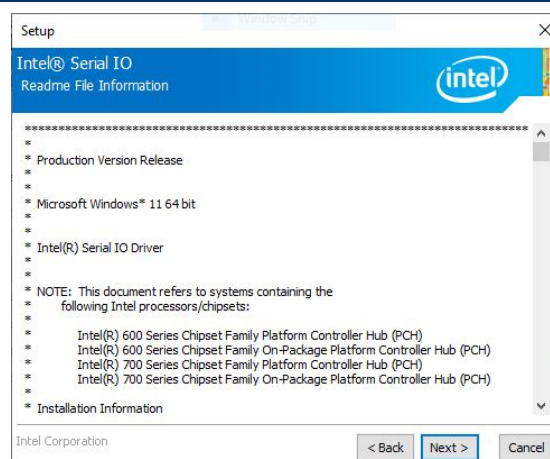 Window Snip
Setup
Intel® Serial IO
Readme File Information
intel
*******************************************************************************
*
* Production Version Release
*
*
* Microsoft Windows* 11 64 bit
*
*
* Intel(R) Serial IO Driver
*
*
* NOTE: This document refers to systems containing the
* following Intel processors/chipsets:
*
* Intel(R) 600 Series Chipset Family Platform Controller Hub (PCH)
* Intel(R) 600 Series Chipset Family On-Package Platform Controller Hub (PCH)
* Intel(R) 700 Series Chipset Family Platform Controller Hub (PCH)
* Intel(R) 700 Series Chipset Family On-Package Platform Controller Hub (PCH)
*
* Installation Information
Intel Corporation
< Back Next > Cancel